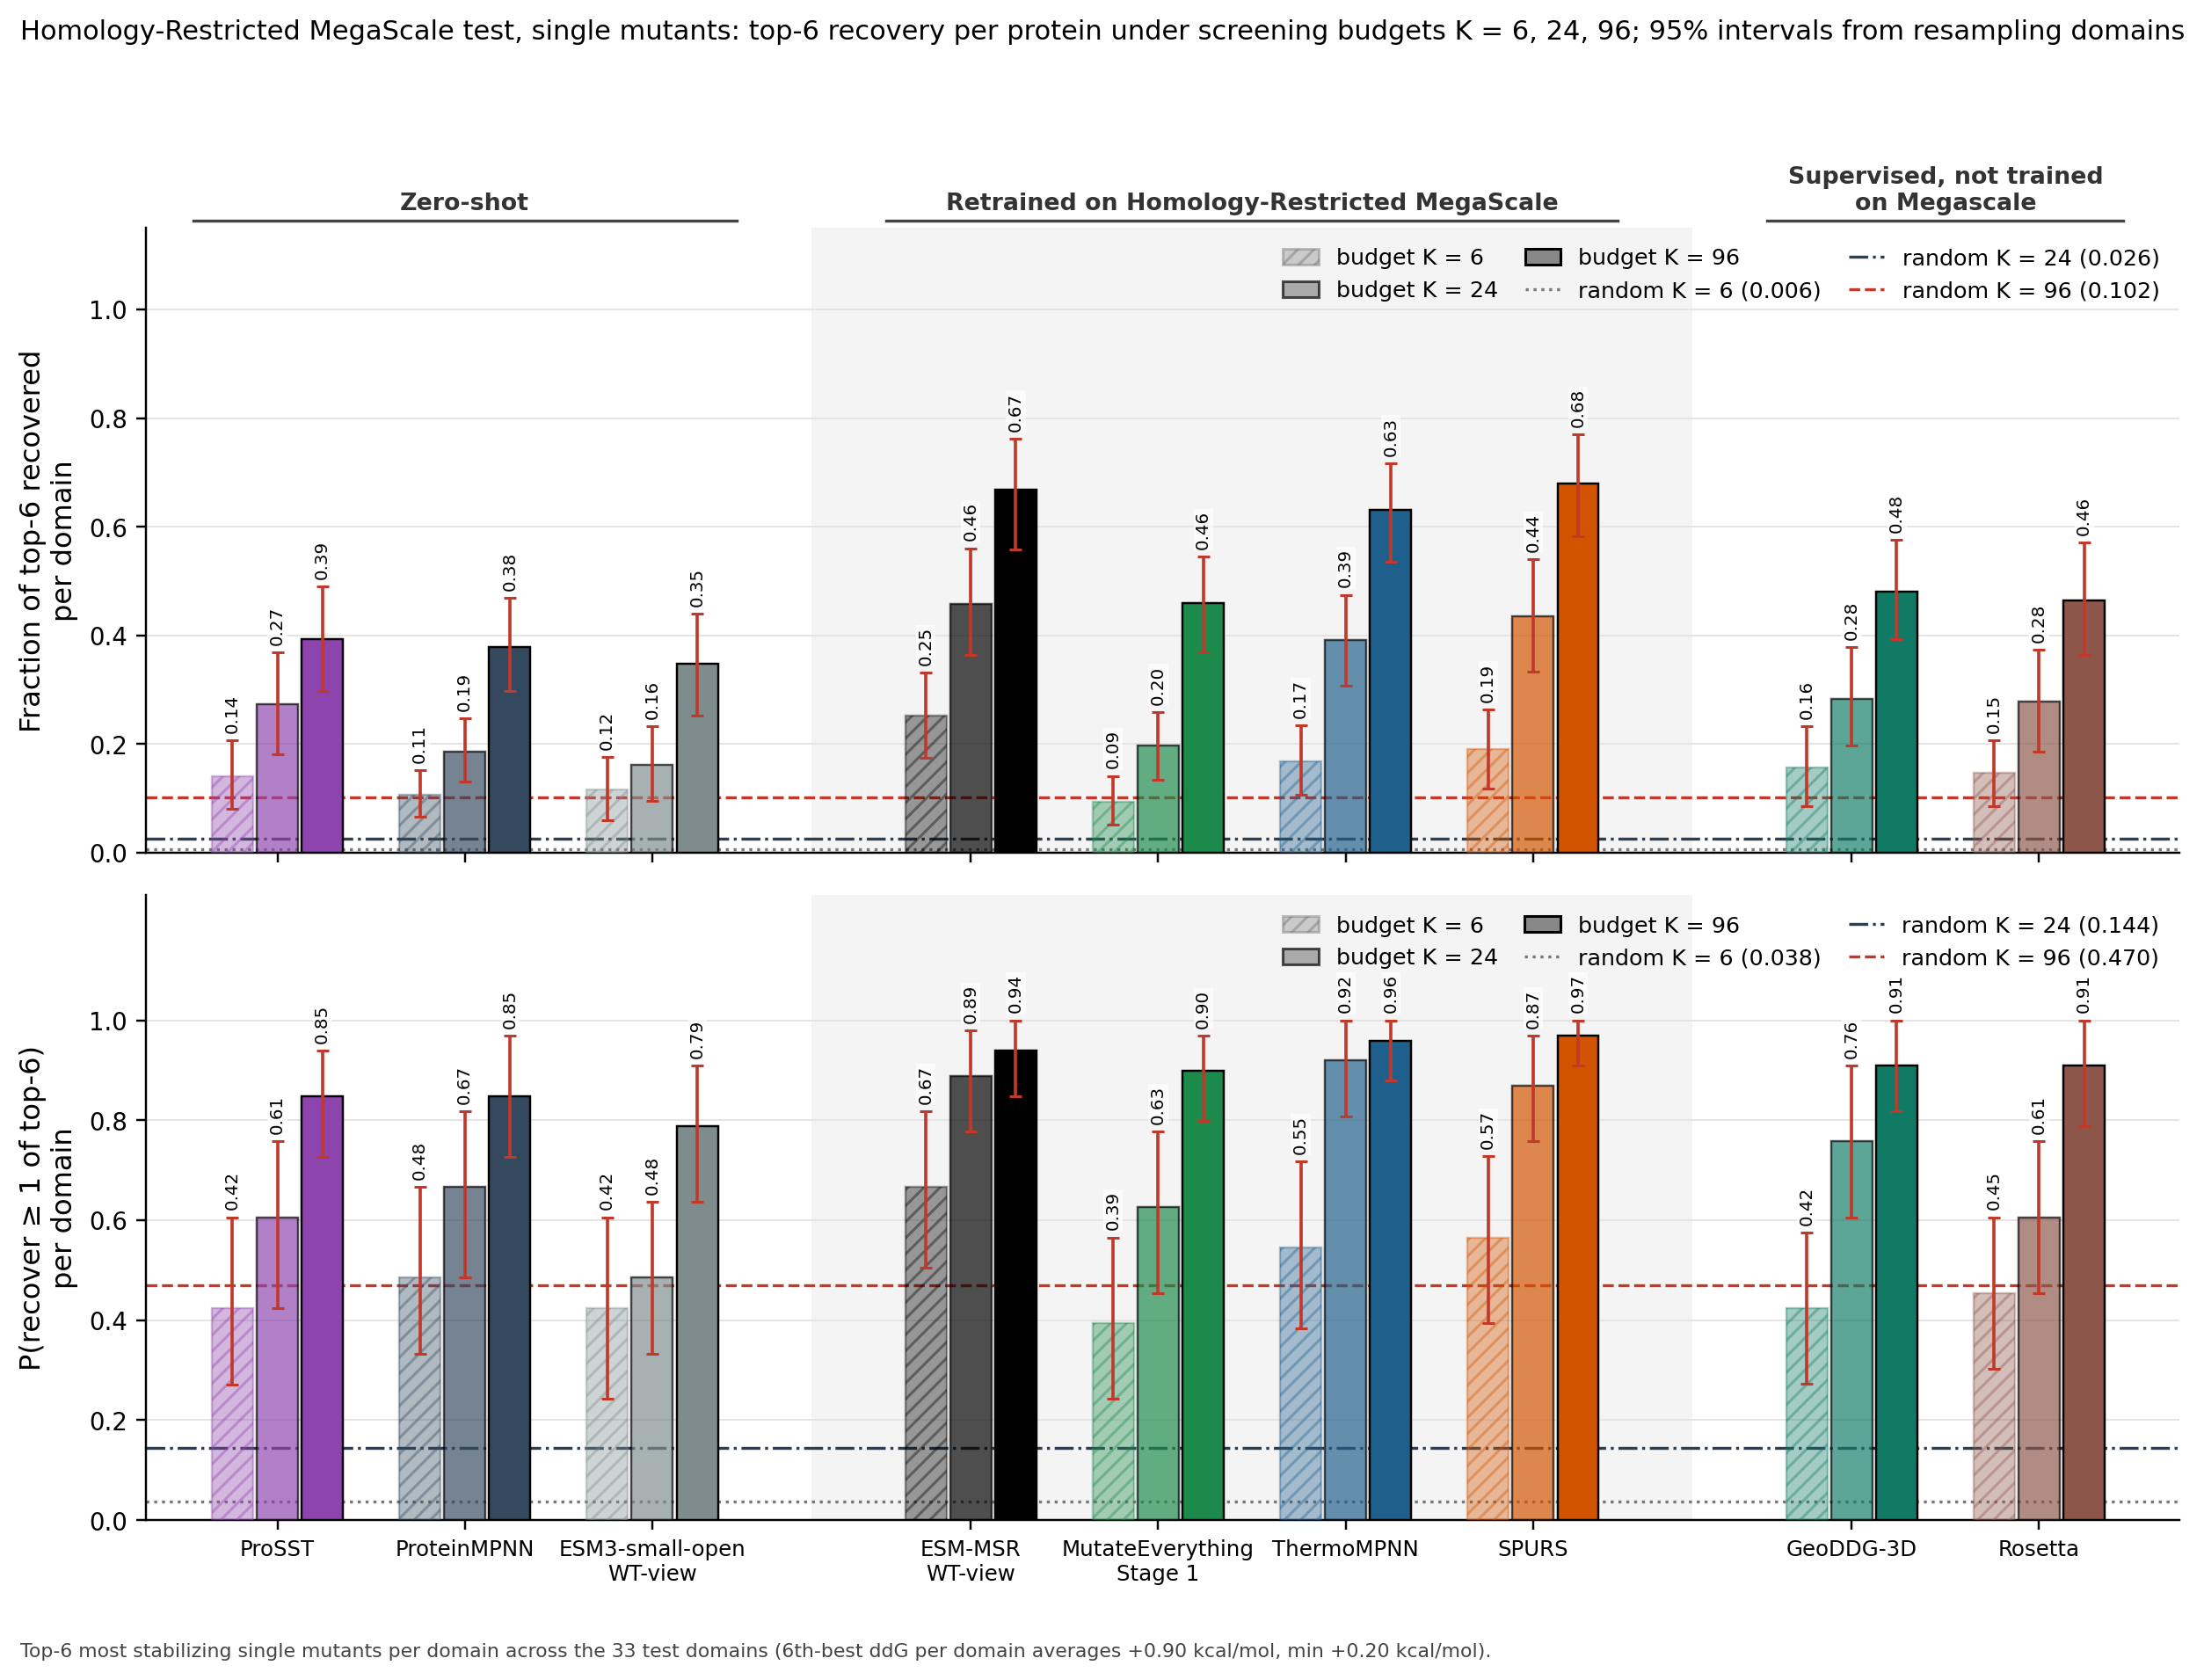 Homology-Restricted MegaScale test, single mutants: top-6 recovery per protein under screening budgets K = 6, 24, 96; 95% intervals from resampling domains
Zero-shot
Retrained on Homology-Restricted MegaScale
Supervised, not trained
on Megascale
budget K = 6
budget K = 24
budget K = 96
random K = 6 (0.006)
random K = 24 (0.026)
random K = 96 (0.102)
Fraction of top-6 recovered
per domain
1.0
0.8
0.6
0.4
0.2
0.0
0.14
0.27
0.39
0.11
0.19
0.38
0.12
0.16
0.35
0.25
0.46
0.67
0.09
0.20
0.46
0.17
0.39
0.63
0.19
0.44
0.68
0.16
0.28
0.48
0.15
0.28
0.46
budget K = 6
budget K = 24
budget K = 96
random K = 6 (0.038)
random K = 24 (0.144)
random K = 96 (0.470)
P(recover ≥ 1 of top-6)
per domain
1.0
0.8
0.6
0.4
0.2
0.0
0.42
0.61
0.85
0.48
0.67
0.85
0.42
0.48
0.79
0.67
0.89
0.94
0.39
0.63
0.90
0.55
0.92
0.96
0.57
0.87
0.97
0.42
0.76
0.91
0.45
0.61
0.91
ProSST
ProteinMPNN
ESM3-small-open
WT-view
ESM-MSR
WT-view
MutateEverything
Stage 1
ThermoMPNN
SPURS
GeoDDG-3D
Rosetta
Top-6 most stabilizing single mutants per domain across the 33 test domains (6th-best ddG per domain averages +0.90 kcal/mol, min +0.20 kcal/mol).